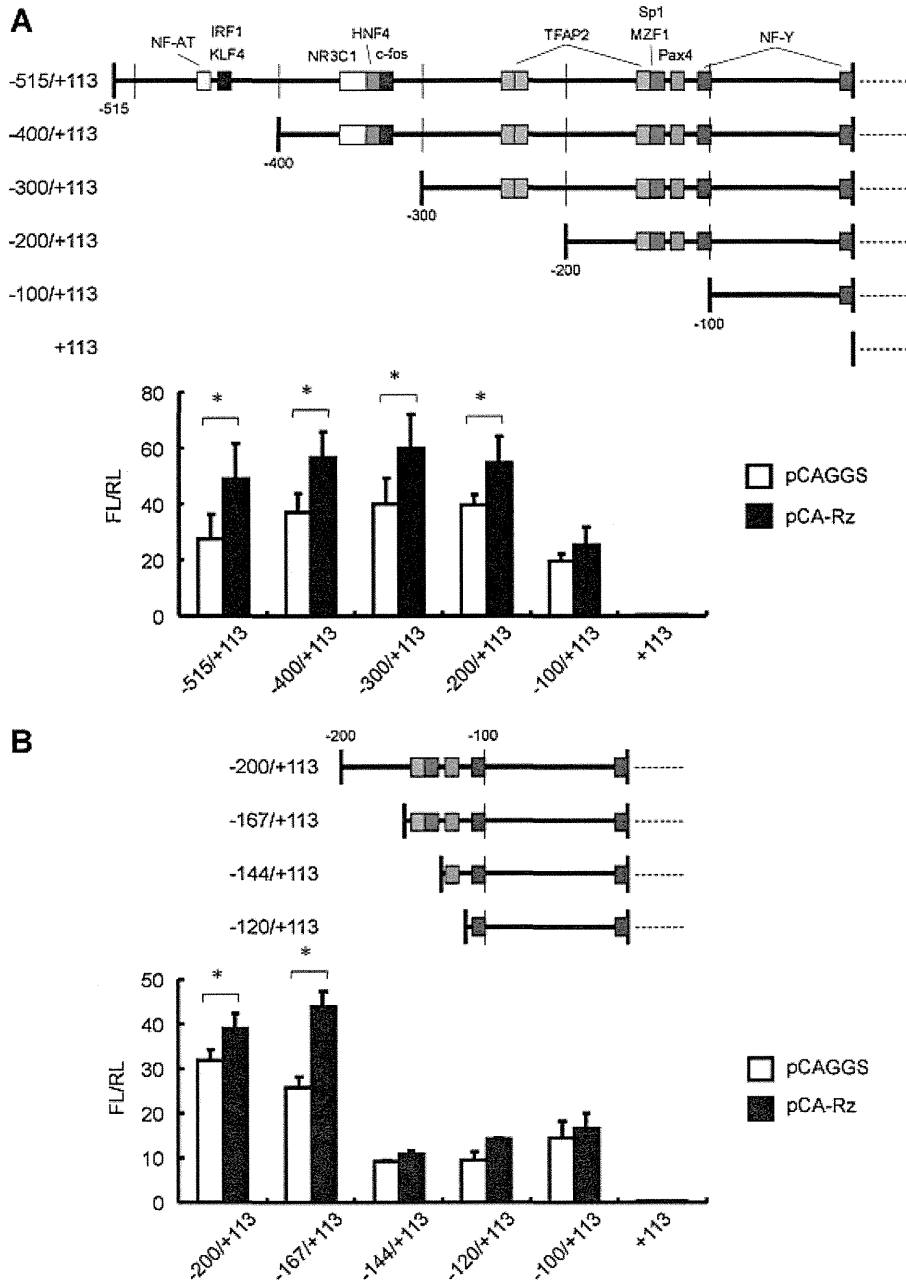 A
NF-AT
IRF1
KLF4
NR3C1
HNF4
c-fos
TFAP2
Sp1
MZF1
Pax4
NF-Y
-515/+113
-515
-400/+113
-400
-300/+113
-300
-200/+113
-200
-100/+113
-100
+113
* * * *
80
60
40
20
0
FL/RL
pCAGGS
pCA-Rz
-515/+113
-400/+113
-300/+113
-200/+113
-100/+113
+113
B
-200 -100
-200/+113
-167/+113
-144/+113
-120/+113
* *
50
40
30
20
10
0
FL/RL
pCAGGS
pCA-Rz
-200/+113
-167/+113
-144/+113
-120/+113
-100/+113
+113